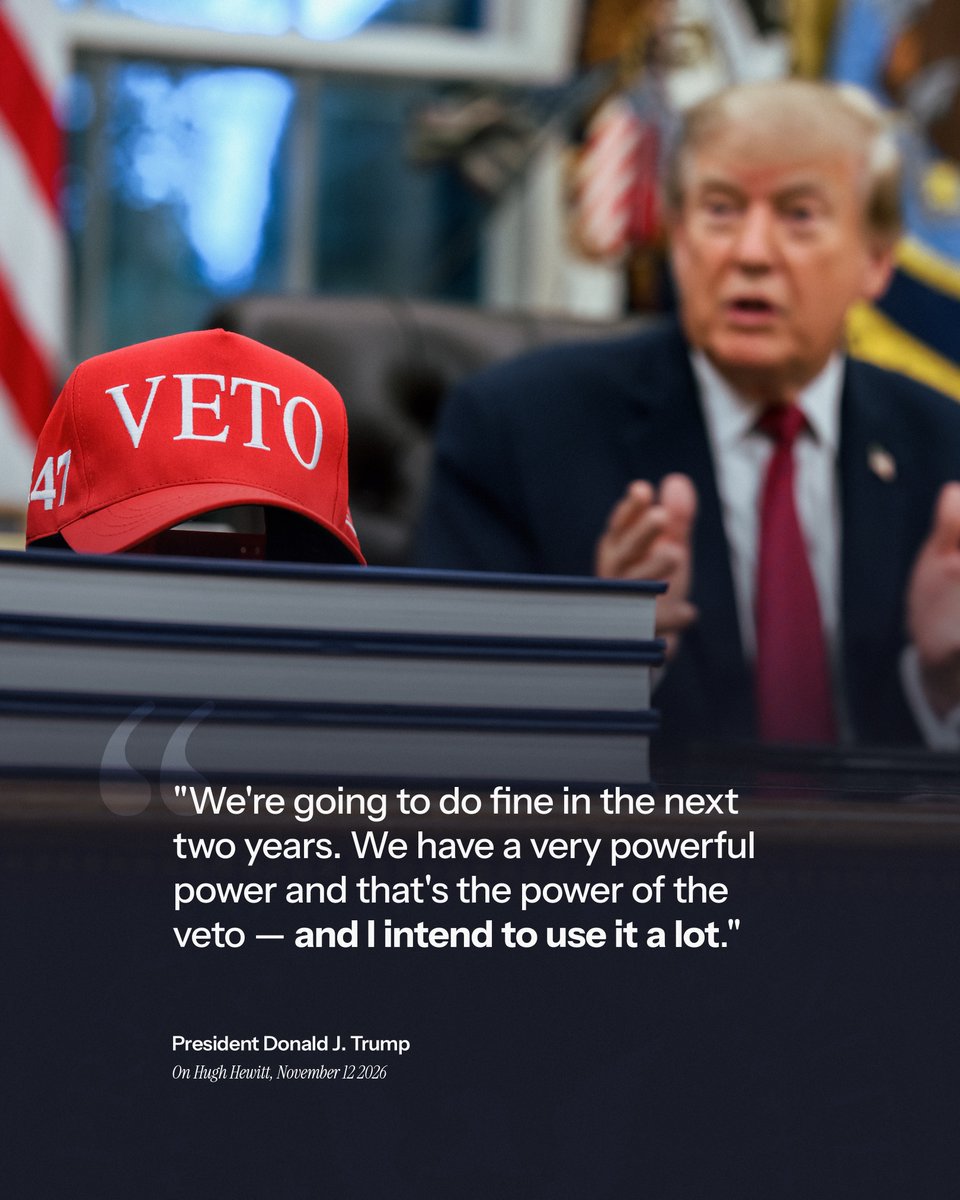 VETO
47
"We're going to do fine in the next
two years. We have a very powerful
power and that's the power of the
veto — and I intend to use it a lot."
President Donald J. Trump
On Hugh Hewitt, November 12 2026